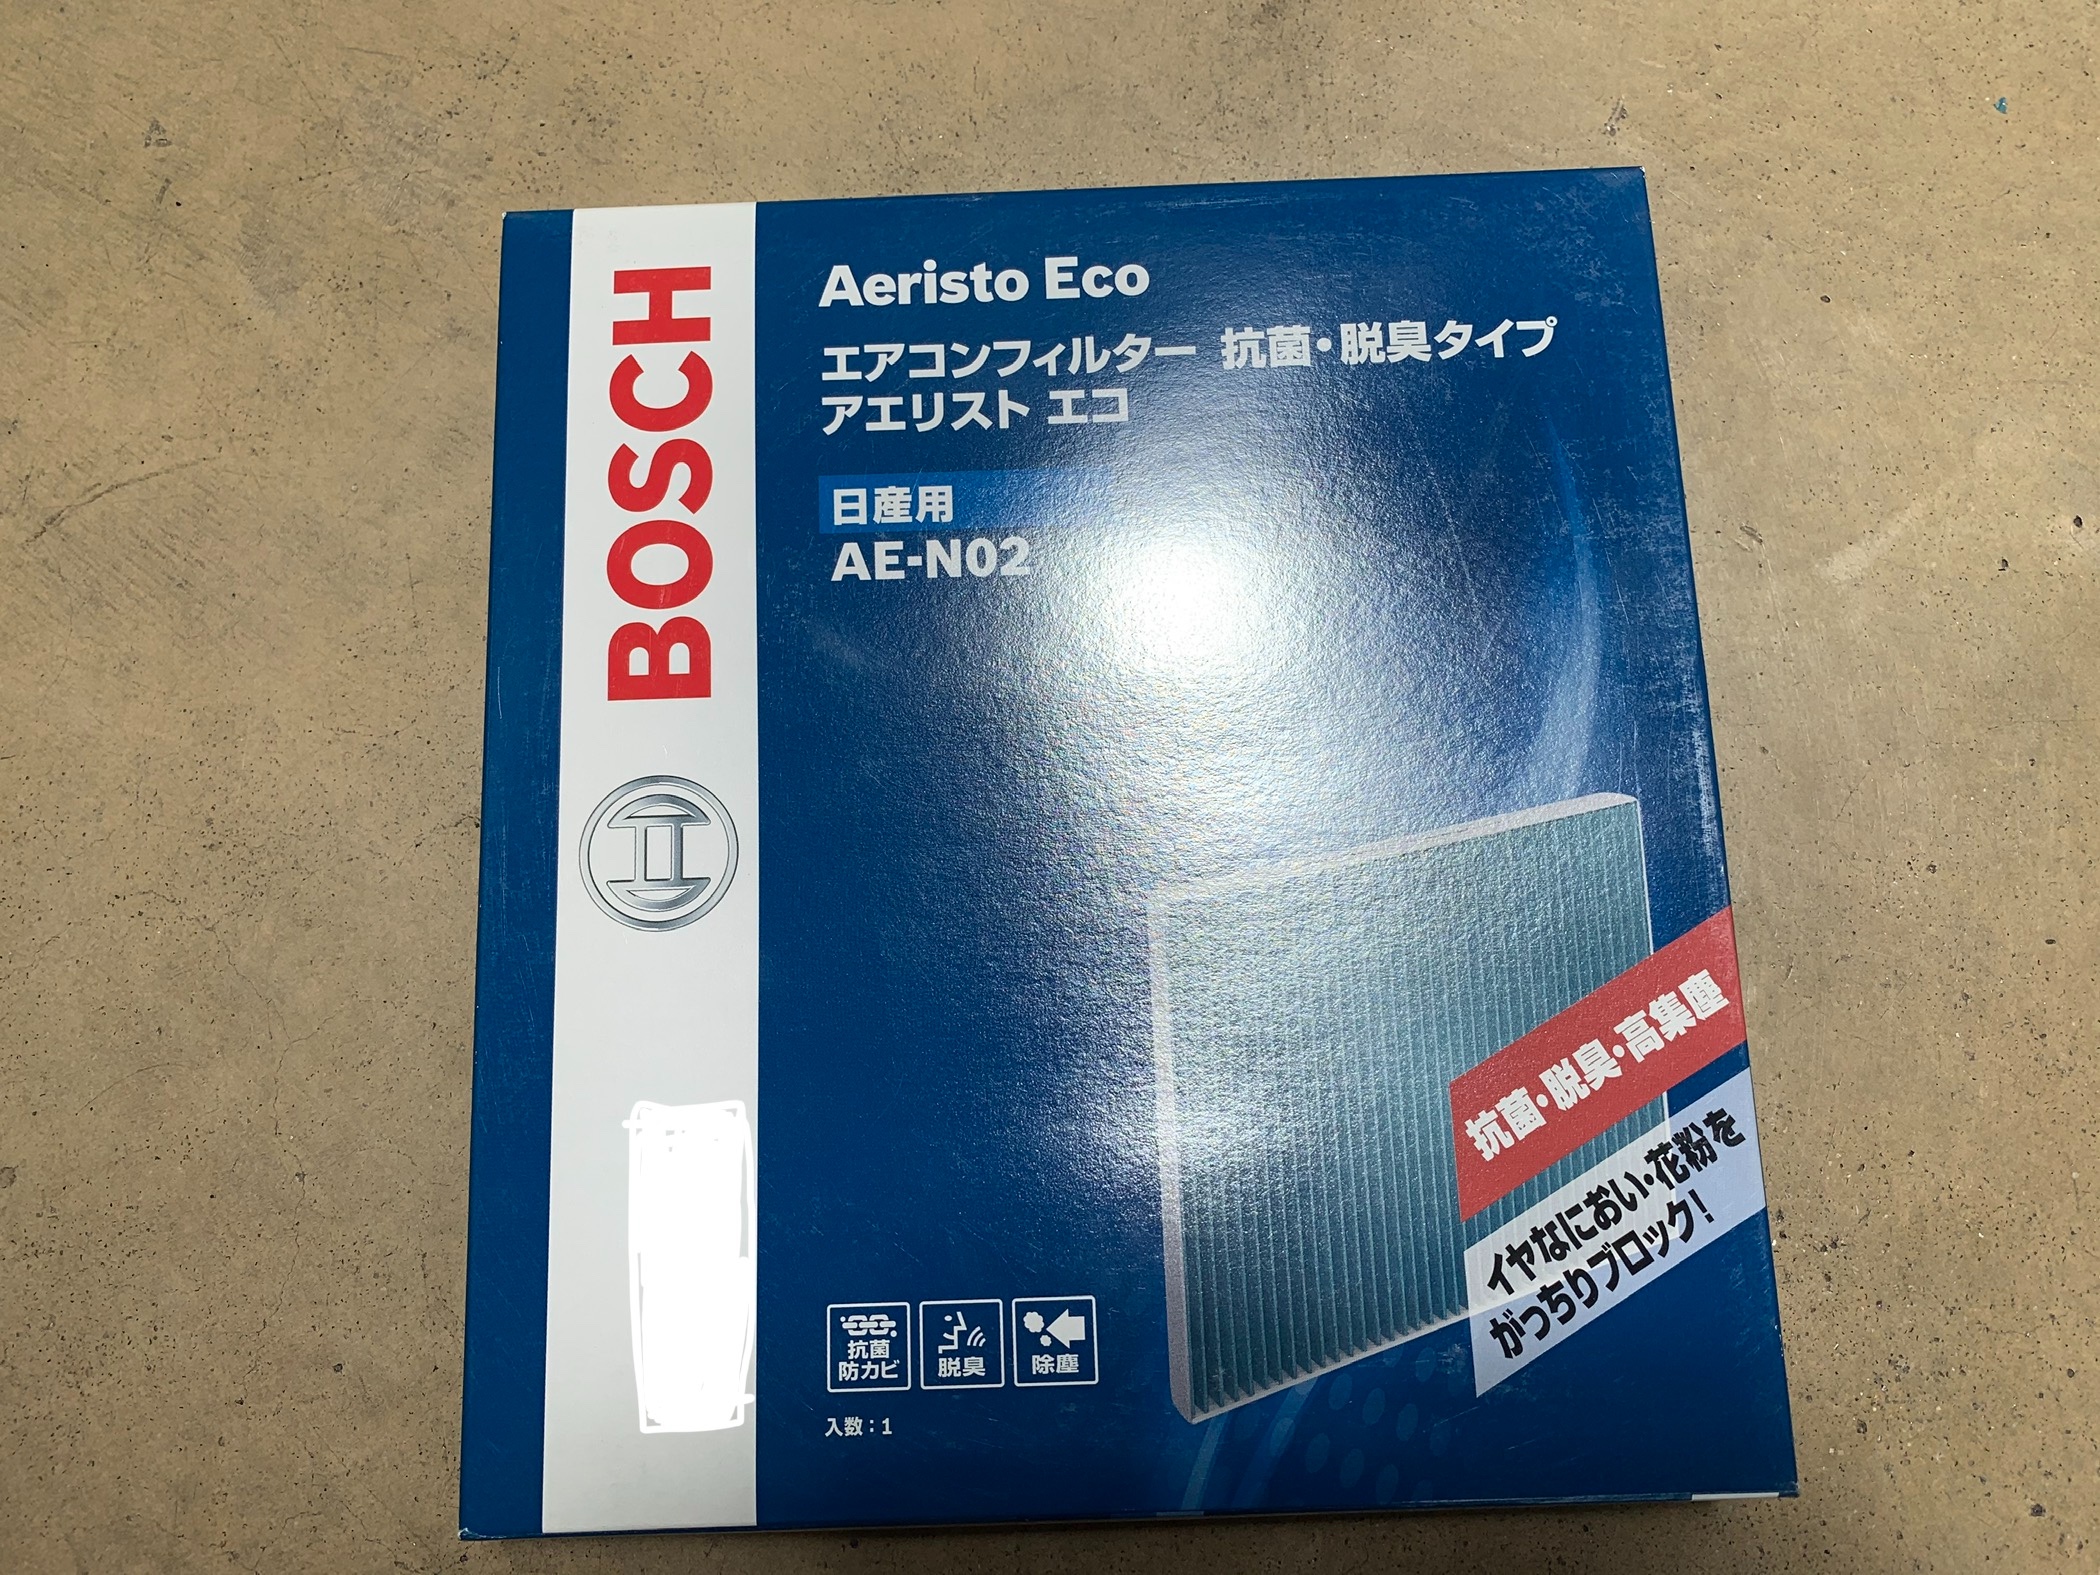 BOSCH
Aeristo Eco
エアコンフィルター 抗菌・脱臭タイプ
アエリスト エコ
日産用
AE-N02
抗菌・脱臭・高集塵
イヤなにおい・花粉を
がっちりブロック!
抗菌
防カビ
脱臭
除塵
入数:1